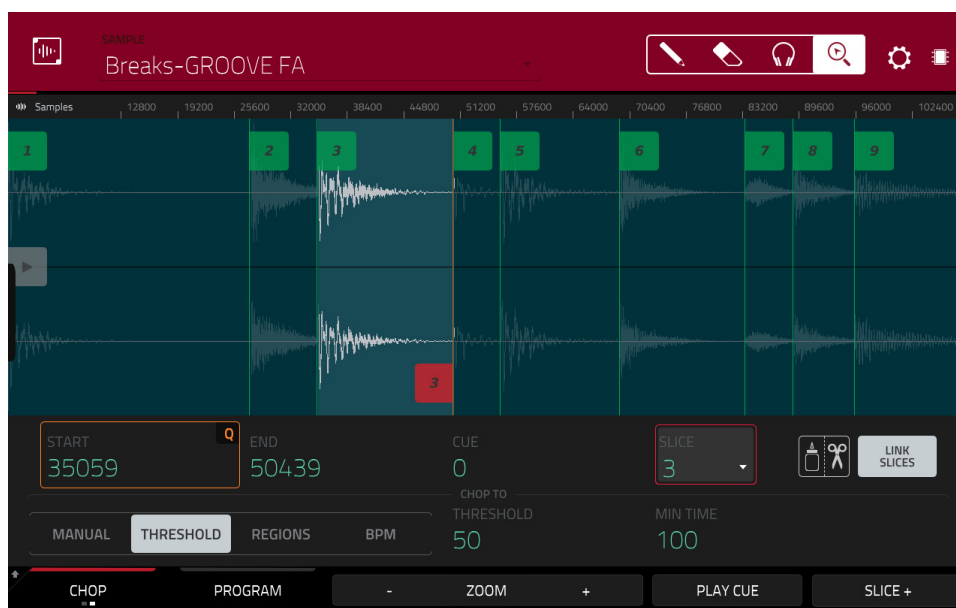 SAMPLE
Breaks-GROOVE FA
Samples 12800 19200 25600 32000 38400 44800 51200 57600 64000 70400 76800 83200 89600 96000 102400
1 2 3 4 5 6 7 8 9
3
START Q END CUE SLICE
35059 50439 0 3
LINK SLICES
CHOP TO
THRESHOLD MIN TIME
MANUAL THRESHOLD REGIONS BPM
50 100
CHOP PROGRAM - ZOOM + PLAY CUE SLICE +